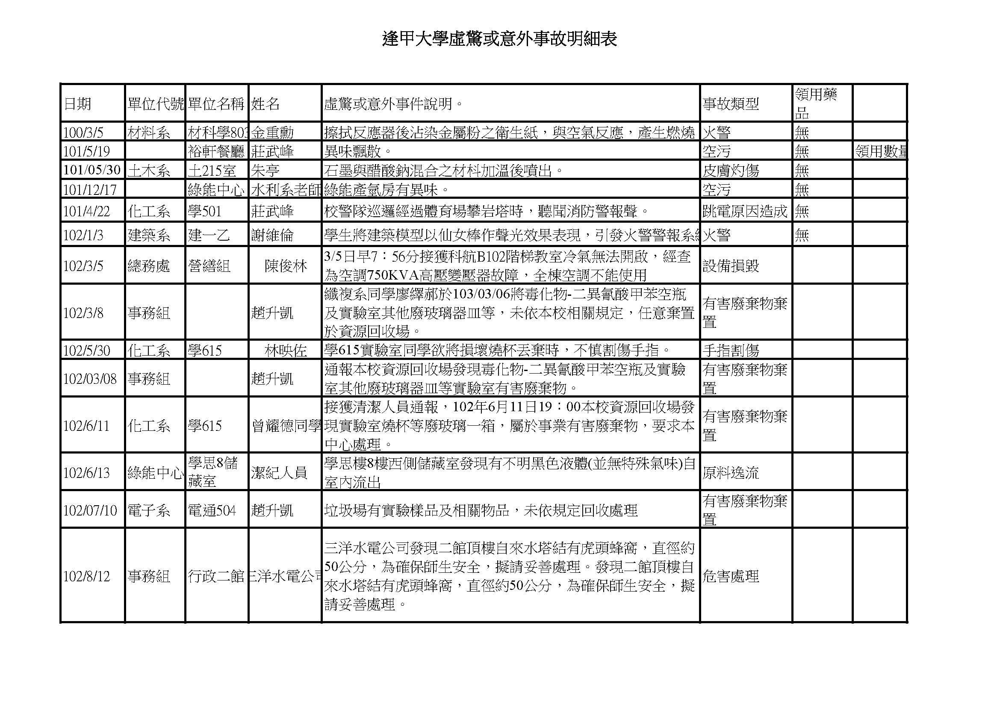 逢甲大學虛驚或意外事故明細表
日期 單位代號 單位名稱 姓名 虛驚或意外事件說明。 事故類型 領用藥
品
100/3/5 材料系 材科學803 金重勳 擦拭反應器後沾染金屬粉之衛生紙，與空氣反應，產生燃燒 火警 無
101/5/19 裕軒餐廳 莊武峰 異味飄散。 空污 無 領用數量
101/05/30 土木系 土215室 朱亭 石墨與醋酸鈉混合之材料加溫後噴出。 皮膚灼傷 無
101/12/17 綠能中心 水利系老師 綠能產氫房有異味。 空污 無
101/4/22 化工系 學501 莊武峰 校警隊巡邏經過體育場攀岩塔時，聽聞消防警報聲。 跳電原因造成 無
102/1/3 建築系 建一乙 謝維倫 學生將建築模型以仙女棒作聲光效果表現，引發火警警報系 火警 無
102/3/5 總務處 營繕組 陳俊林 3/5日早7：56分接獲科航B102階梯教室冷氣無法開啟，經查
為空調750KVA高壓變壓器故障，全棟空調不能使用 設備損毀
102/3/8 事務組 趙升凱 纖複系同學廖繹郝於103/03/06將毒化物-二異氰酸甲苯空瓶
及實驗室其他廢玻璃器皿等，未依本校相關規定，任意棄置
於資源回收場。 有害廢棄物棄
置
102/5/30 化工系 學615 林映佐 學615實驗室同學欲將損壞燒杯丟棄時，不慎割傷手指。 手指割傷
102/03/08 事務組 趙升凱 通報本校資源回收場發現毒化物-二異氰酸甲苯空瓶及實驗
室其他廢玻璃器皿等實驗室有害廢棄物。 有害廢棄物棄
置
102/6/11 化工系 學615 曾耀德同學 接獲清潔人員通報，102年6月11日19：00本校資源回收場發
現實驗室燒杯等廢玻璃一箱，屬於事業有害廢棄物，要求本
中心處理。 有害廢棄物棄
置
102/6/13 綠能中心 學思8儲
藏室 潔紀人員 學思樓8樓西側儲藏室發現有不明黑色液體(並無特殊氣味)自
室內流出 原料逸流
102/07/10 電子系 電通504 趙升凱 垃圾場有實驗樣品及相關物品，未依規定回收處理 有害廢棄物棄
置
102/8/12 事務組 行政二館 三洋水電公司 三洋水電公司發現二館頂樓自來水塔結有虎頭蜂窩，直徑約
50公分，為確保師生安全，擬請妥善處理。發現二館頂樓自
來水塔結有虎頭蜂窩，直徑約50公分，為確保師生安全，擬
請妥善處理。 危害處理